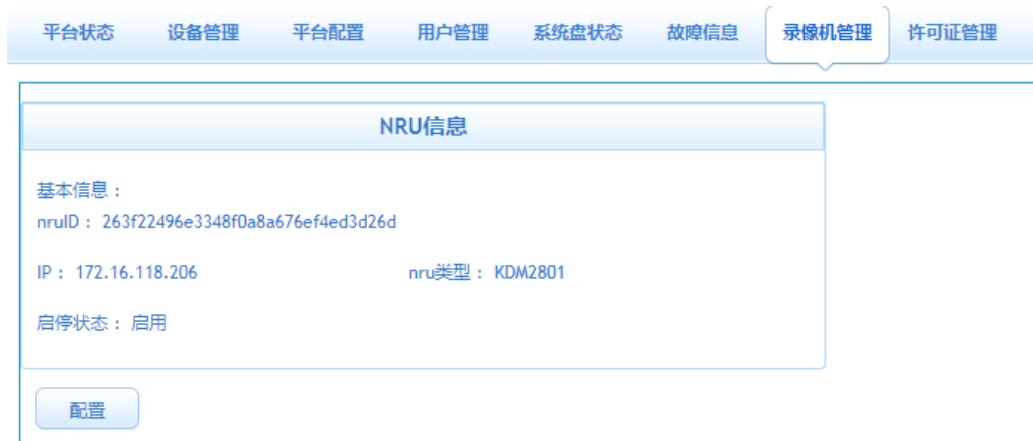 平台状态 设备管理 平台配置 用户管理 系统盘状态 故障信息 录像机管理 许可证管理
NRU信息
基本信息：
nruID： 263f22496e3348f0a8a676ef4ed3d26d
IP： 172.16.118.206 nru类型： KDM2801
启停状态：启用
配置